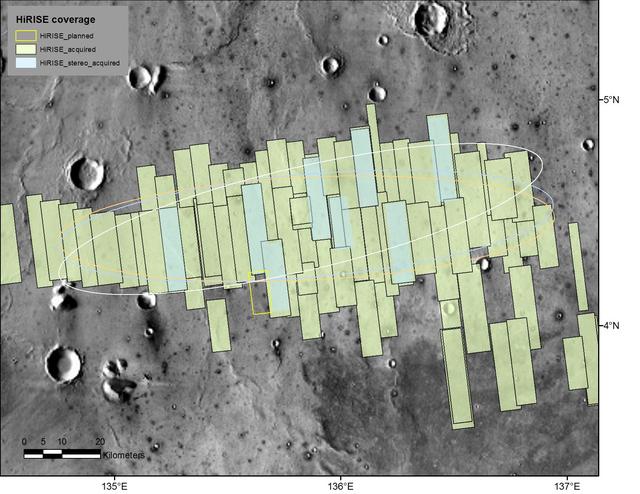 HiRISE coverage
HiRISE_planned
HiRISE_acquired
HiRISE_stereo_acquired
5°N
4°N
0 5 10 20
Kilometers
135°E 136°E 137°E